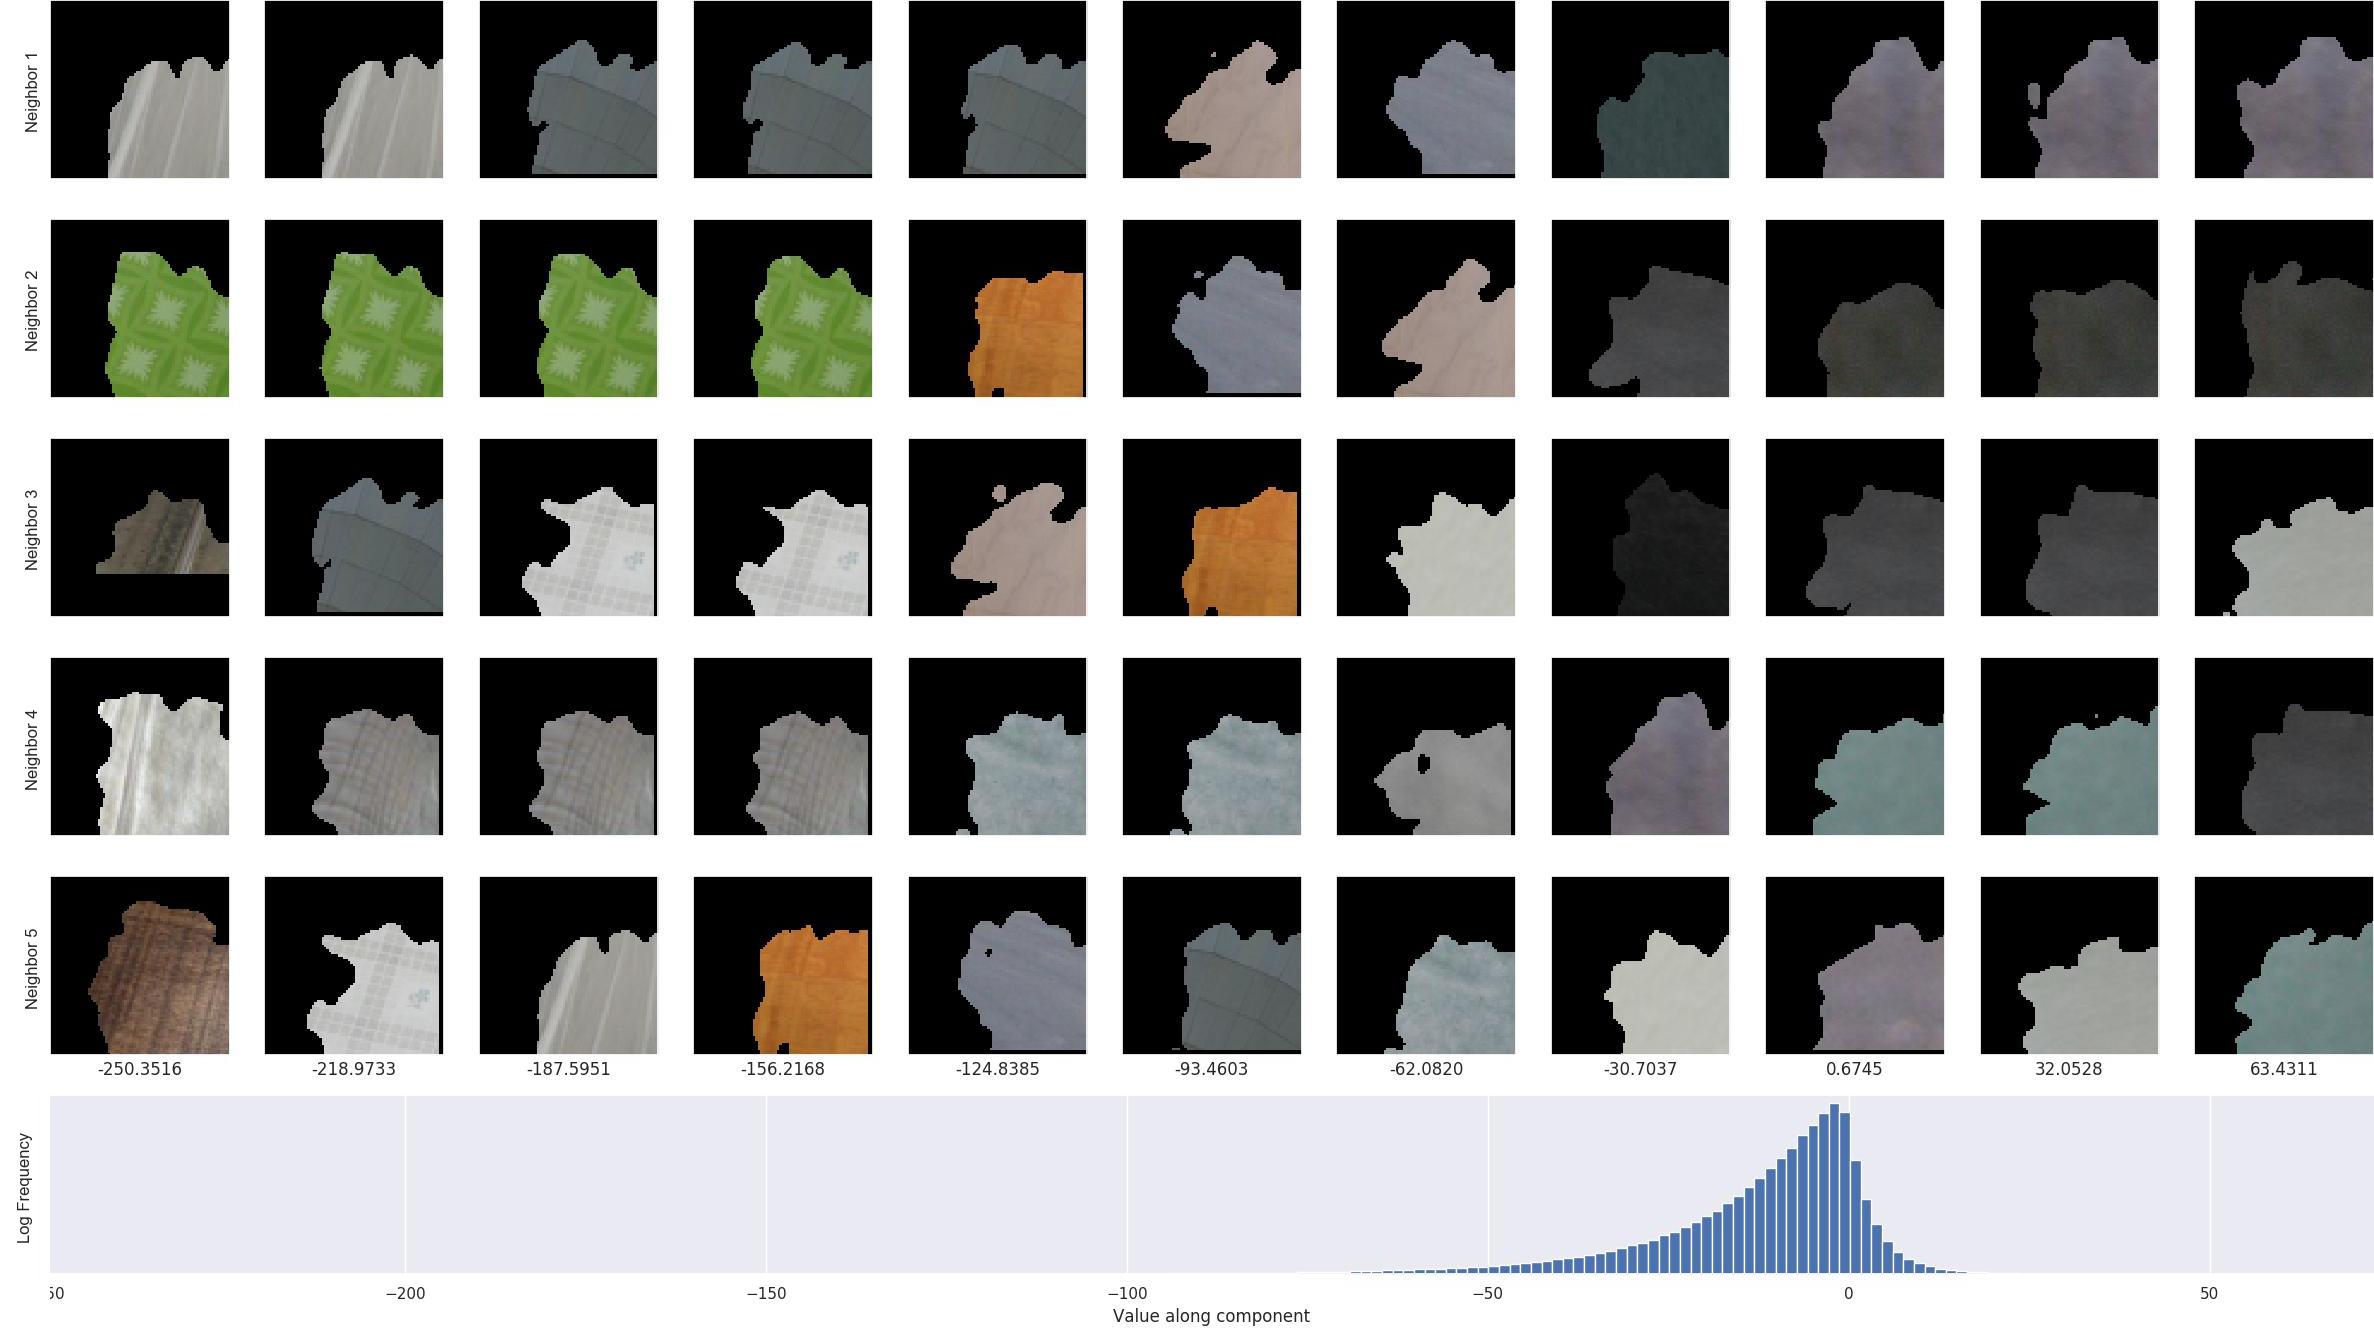 Neighbor 1
Neighbor 2
Neighbor 3
Neighbor 4
Neighbor 5
-250.3516 -218.9733 -187.5951 -156.2168 -124.8385 -93.4603 -62.0820 -30.7037 0.6745 32.0528 63.4311
Log Frequency
50 −200 −150 −100 −50 0 50
Value along component